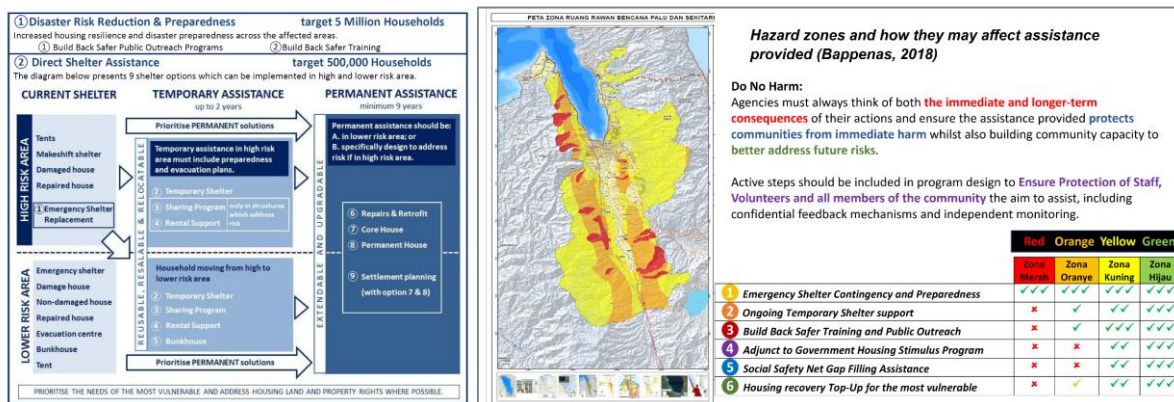 ① Disaster Risk Reduction & Preparedness target 5 Million Households
Increased housing resilience and disaster preparedness across the affected areas.
① Build Back Safer Public Outreach Programs ② Build Back Safer Training
② Direct Shelter Assistance target 500,000 Households
The diagram below presents 9 shelter options which can be implemented in high and lower risk area.
CURRENT SHELTER
TEMPORARY ASSISTANCE
up to 2 years
PERMANENT ASSISTANCE
minimum 9 years
HIGH RISK AREA
Tents
Makeshift shelter
Damaged house
Repaired house
① Emergency Shelter
Replacement
LOWER RISK AREA
Emergency shelter
Damage house
Non-damaged house
Repaired house
Evacuation centre
Bunkhouse
Tent
REUSABLE, RESALABLE & RELOCATABLE
Prioritise PERMANENT solutions
Temporary assistance in high risk
area must include preparedness
and evacuation plans.
② Temporary Shelter
③ Sharing Program
④ Rental Support
only in structures
which address
risk
Household moving from high to
lower risk area
② Temporary Shelter
③ Sharing Program
④ Rental Support
⑤ Bunkhouse
Prioritise PERMANENT solutions
EXTENDABLE AND UPGRADABLE
Permanent assistance should be:
A. in lower risk area; or
B. specifically design to address
risk if in high risk area.
⑥ Repairs & Retrofit
⑦ Core House
⑧ Permanent House
⑨ Settlement planning
(with option 7 & 8)
PRIORITISE THE NEEDS OF THE MOST VULNERABLE AND ADDRESS HOUSING LAND AND PROPERTY RIGHTS WHERE POSSIBLE.
PETA ZONA RUANG RAWAN BENCANA PALU DAN SEKITAR
Hazard zones and how they may affect assistance
provided (Bappenas, 2018)
Do No Harm:
Agencies must always think of both the immediate and longer-term
consequences of their actions and ensure the assistance provided protects
communities from immediate harm whilst also building community capacity to
better address future risks.
Active steps should be included in program design to Ensure Protection of Staff,
Volunteers and all members of the community the aim to assist, including
confidential feedback mechanisms and independent monitoring.
Red Orange Yellow Green
Zona Merah Zona Oranye Zona Kuning Zona Hijau
1 Emergency Shelter Contingency and Preparedness ✓✓✓ ✓✓✓ ✓✓✓ ✓✓✓
2 Ongoing Temporary Shelter support × ✓ ✓✓ ✓✓✓
3 Build Back Safer Training and Public Outreach × ✓ ✓✓✓ ✓✓✓
4 Adjunct to Government Housing Stimulus Program × × ✓✓ ✓✓✓
5 Social Safety Net Gap Filling Assistance × × ✓✓ ✓✓✓
6 Housing recovery Top-Up for the most vulnerable × ✓ ✓✓ ✓✓✓